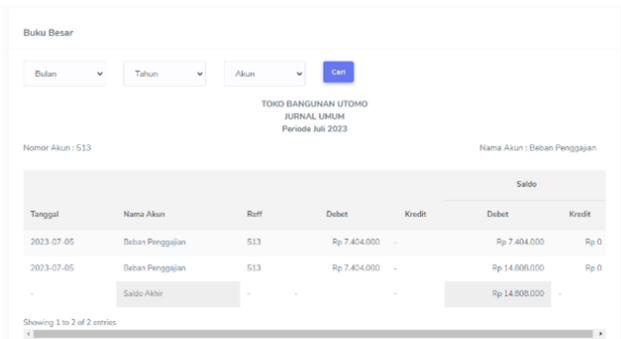 Buku Besar
Bulan Tahun Akun Cari
TOKO BANGUNAN UTOMO
JURNAL UMUM
Periode Juli 2023
Nomor Akun : 513 Nama Akun : Beban Penggajian
Saldo
Tanggal Nama Akun Reff Debet Kredit Debet Kredit
2023-07-05 Beban Penggajian 513 Rp 7.404.000 - Rp 7.404.000 Rp 0
2023-07-05 Beban Penggajian 513 Rp 7.404.000 - Rp 14.808.000 Rp 0
- Saldo Akhir - - - Rp 14.808.000 -
Showing 1 to 2 of 2 entries